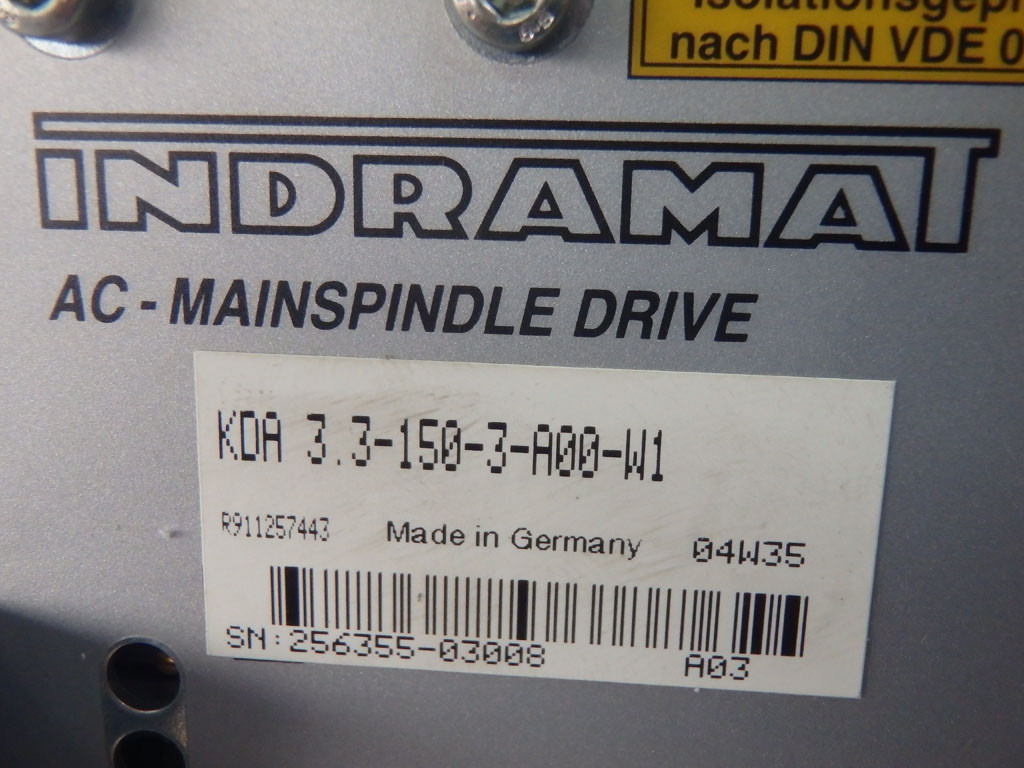 nach DIN VDE 0
INDRAMAT
AC - MAINSPINDLE DRIVE
KDA 3.3-150-3-A00-W1
R911257443 Made in Germany 04W35
SN:256355-03008 A03